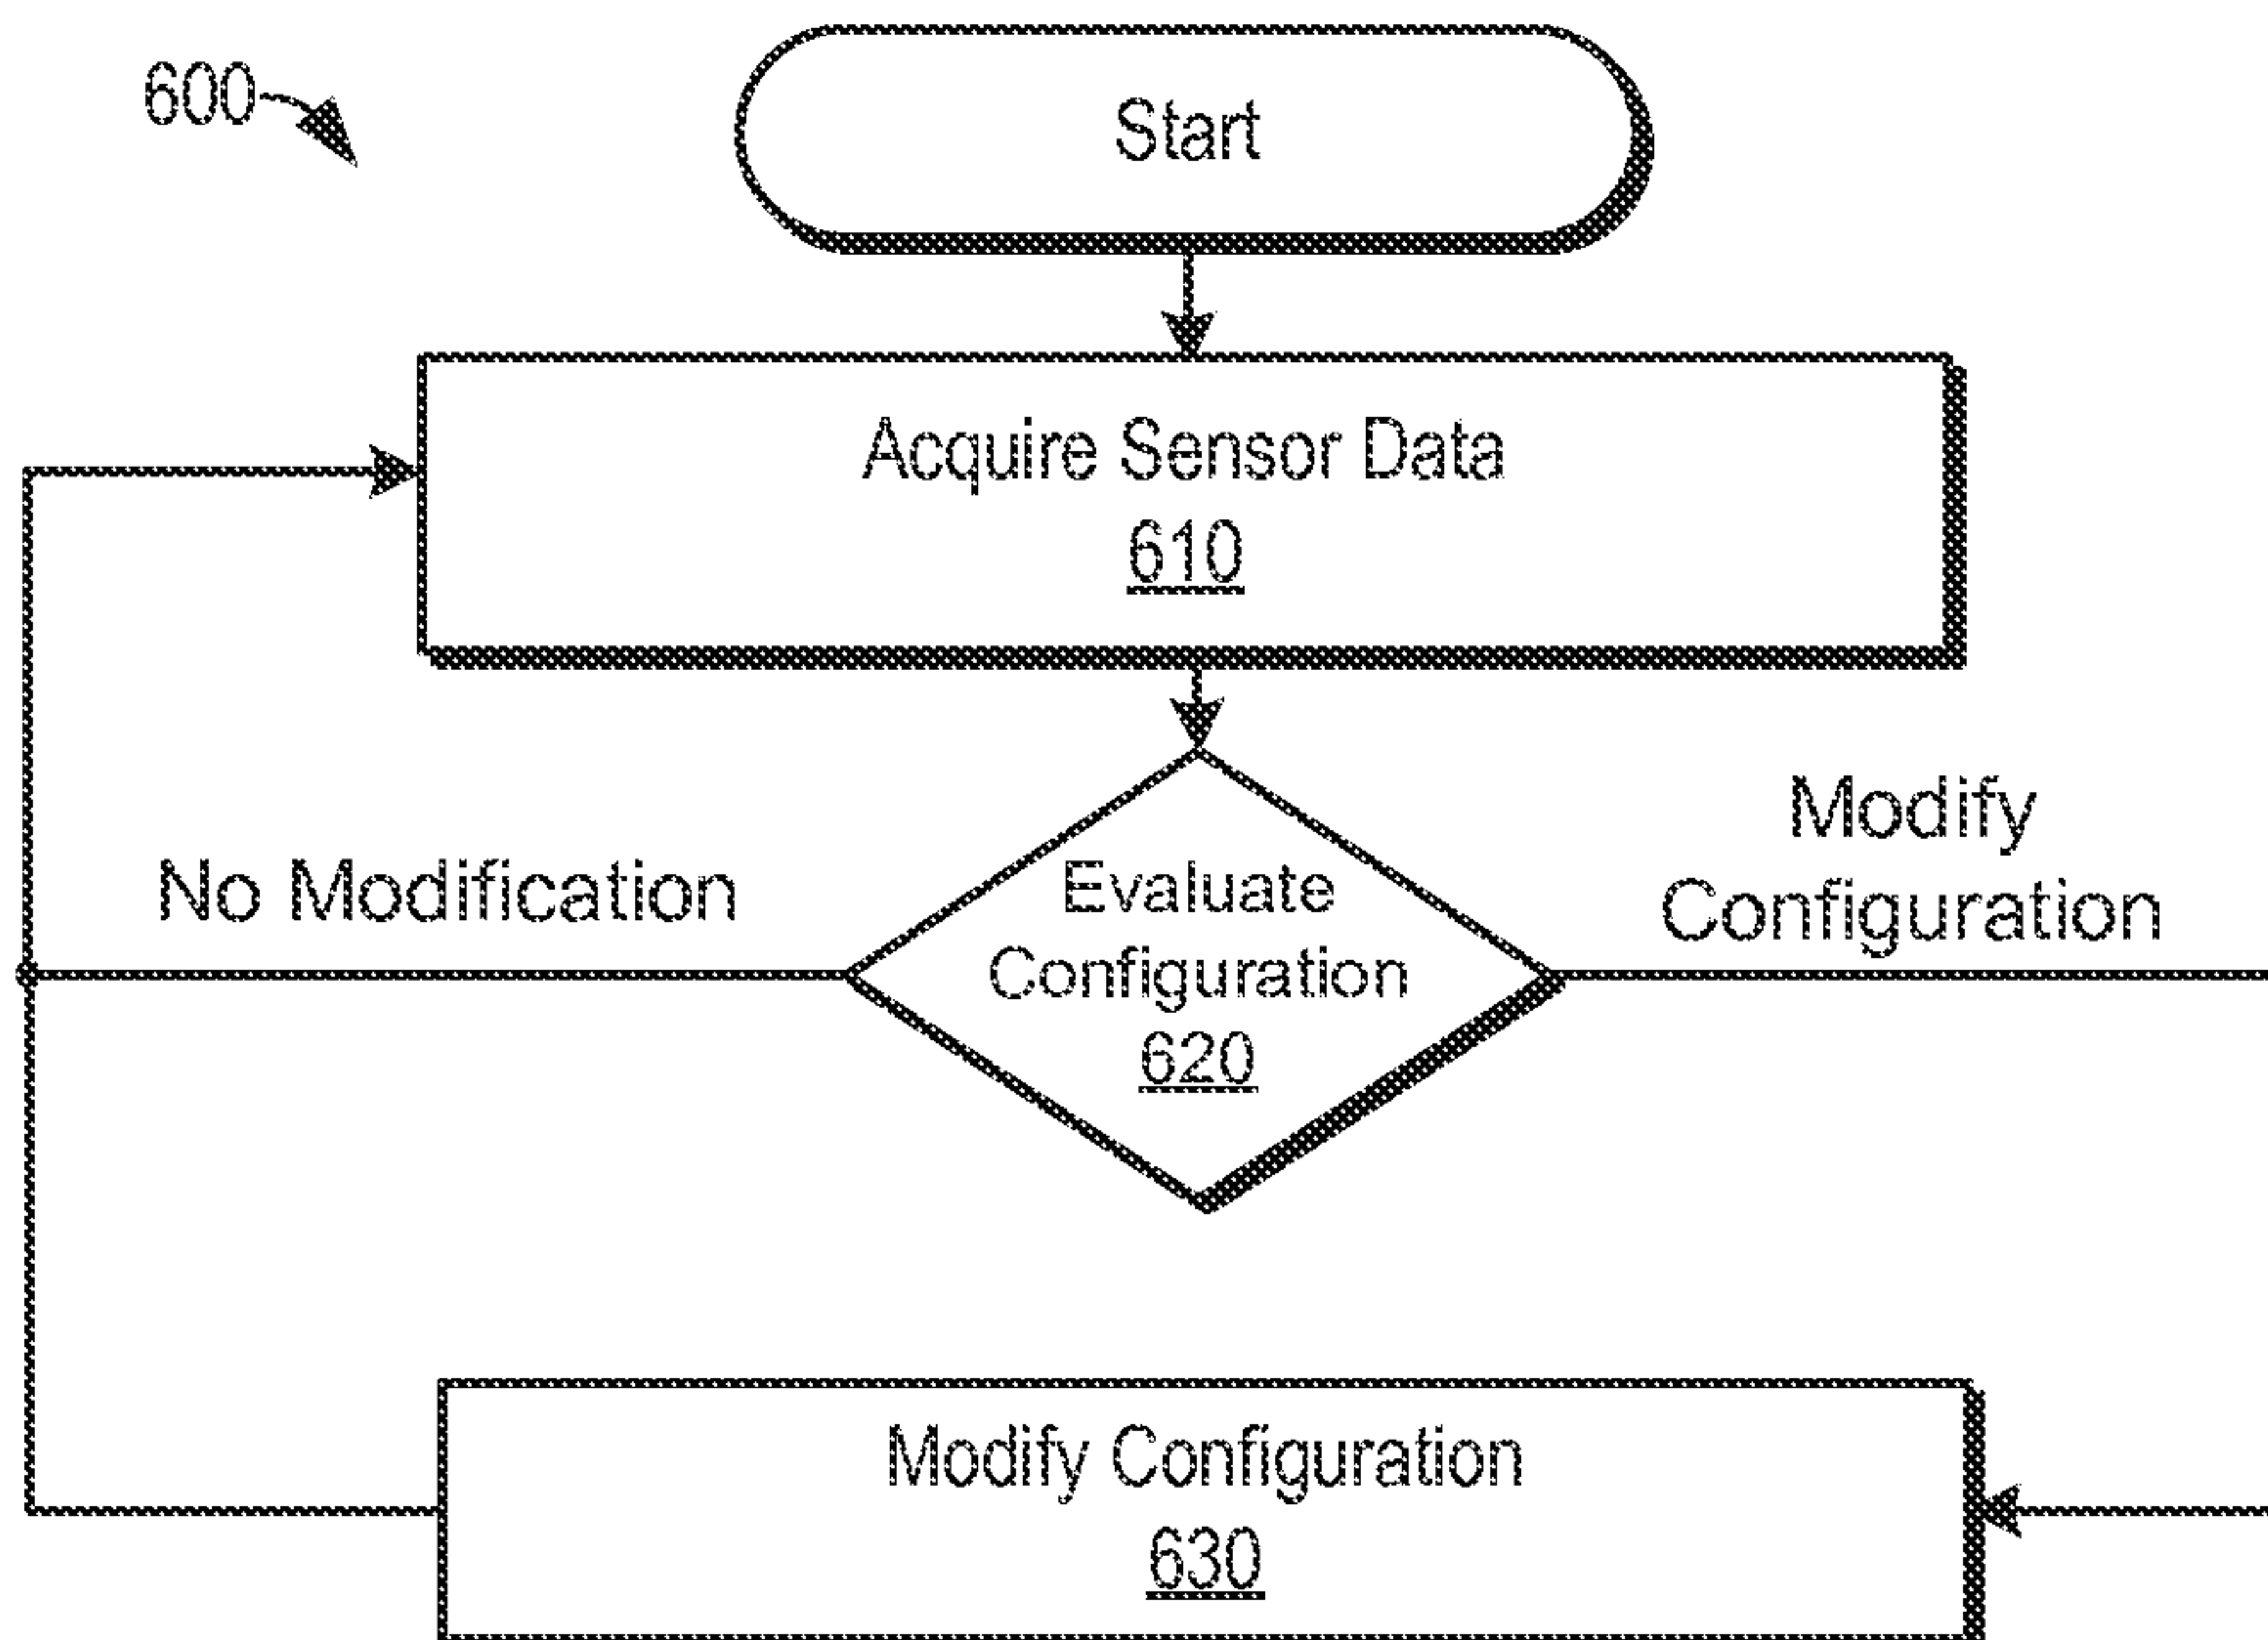 600
Start
Acquire Sensor Data
610
No Modification
Evaluate
Configuration
620
Modify
Configuration
Modify Configuration
630